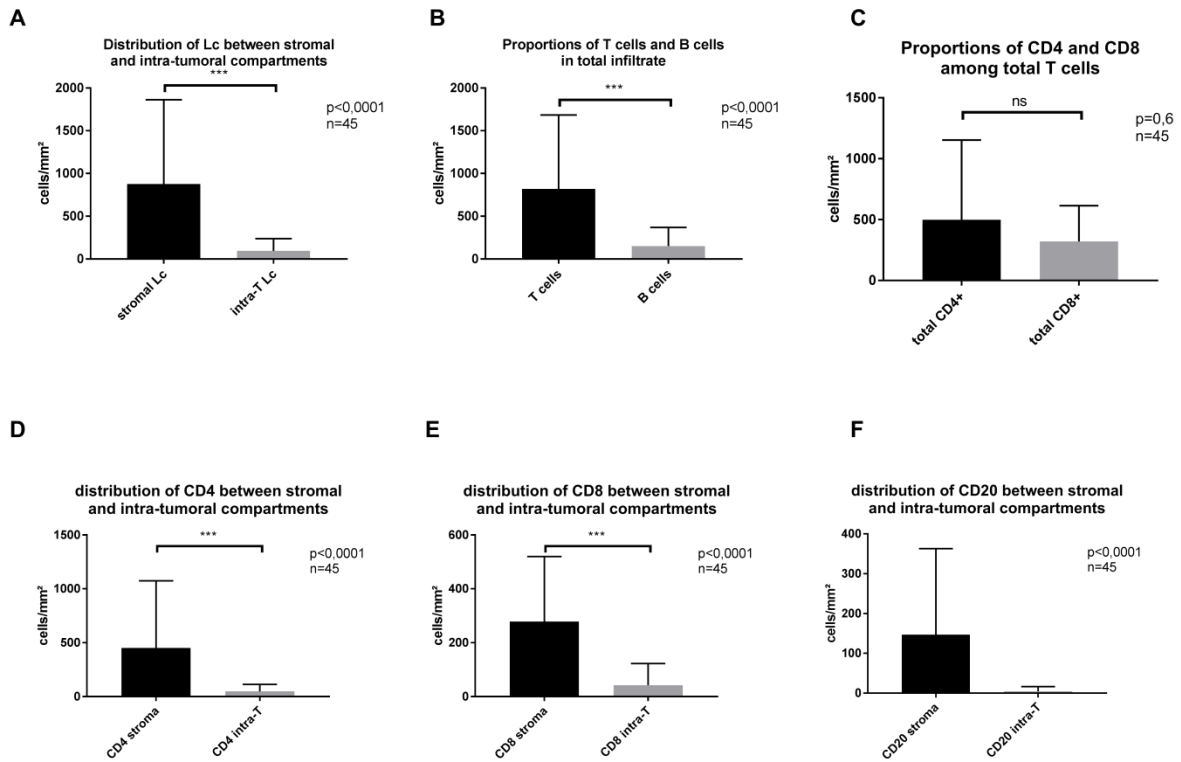 A
Distribution of Lc between stromal
and intra-tumoral compartments
***
p<0,0001
n=45
2000
1500
1000
500
0
cells/mm²
stromal Lc
intra-T Lc
B
Proportions of T cells and B cells
in total infiltrate
***
p<0,0001
n=45
2000
1500
1000
500
0
cells/mm²
T cells
B cells
C
Proportions of CD4 and CD8
among total T cells
ns
p=0,6
n=45
1500
1000
500
0
cells/mm²
total CD4+
total CD8+
D
distribution of CD4 between stromal
and intra-tumoral compartments
***
p<0,0001
n=45
1500
1000
500
0
cells/mm²
CD4 stroma
CD4 intra-T
E
distribution of CD8 between stromal
and intra-tumoral compartments
***
p<0,0001
n=45
600
400
200
0
cells/mm²
CD8 stroma
CD8 intra-T
F
distribution of CD20 between stromal
and intra-tumoral compartments
p<0,0001
n=45
400
300
200
100
0
cells/mm²
CD20 stroma
CD20 intra-T